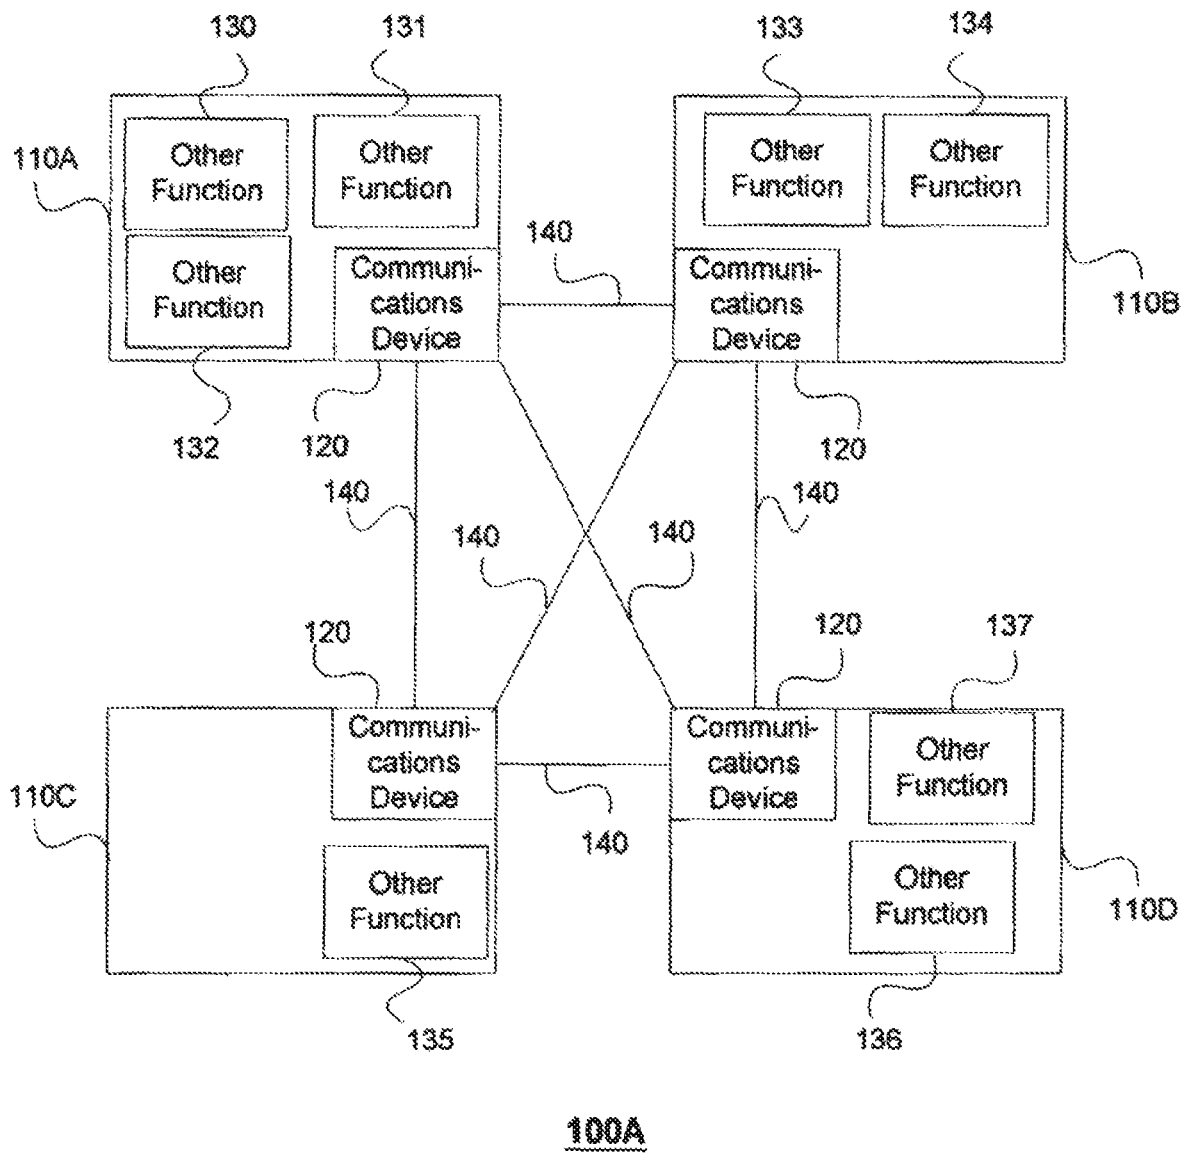 130
131
133
134
110A
Other
Function
Other
Function
Other
Function
Other
Function
140
Other
Function
Communi-
cations
Device
Communi-
cations
Device
110B
132
120
120
140
140
140
140
120
120
137
Communi-
cations
Device
Communi-
cations
Device
Other
Function
110C
140
Other
Function
Other
Function
110D
135
136
100A